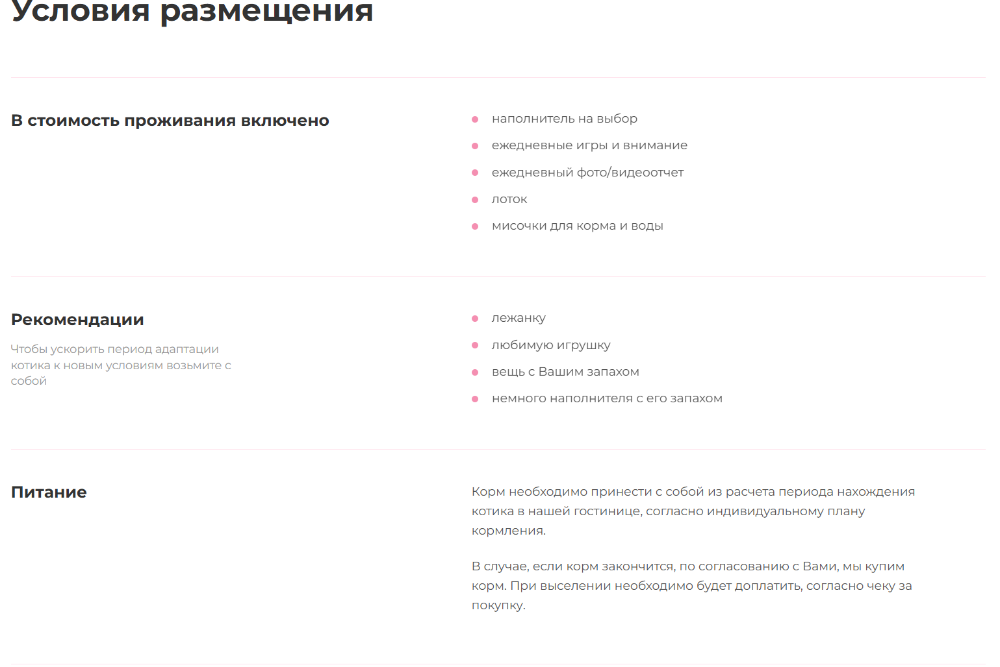 Условия размещения
В стоимость проживания включено
наполнитель на выбор
ежедневные игры и внимание
ежедневный фото/видеоотчет
лоток
мисочки для корма и воды
Рекомендации
Чтобы ускорить период адаптации
котика к новым условиям возьмите с
собой
лежанку
любимую игрушку
вещь с Вашим запахом
немного наполнителя с его запахом
Питание
Корм необходимо принести с собой из расчета периода нахождения
котика в нашей гостинице, согласно индивидуальному плану
кормления.
В случае, если корм закончится, по согласованию с Вами, мы купим
корм. При выселении необходимо будет доплатить, согласно чеку за
покупку.